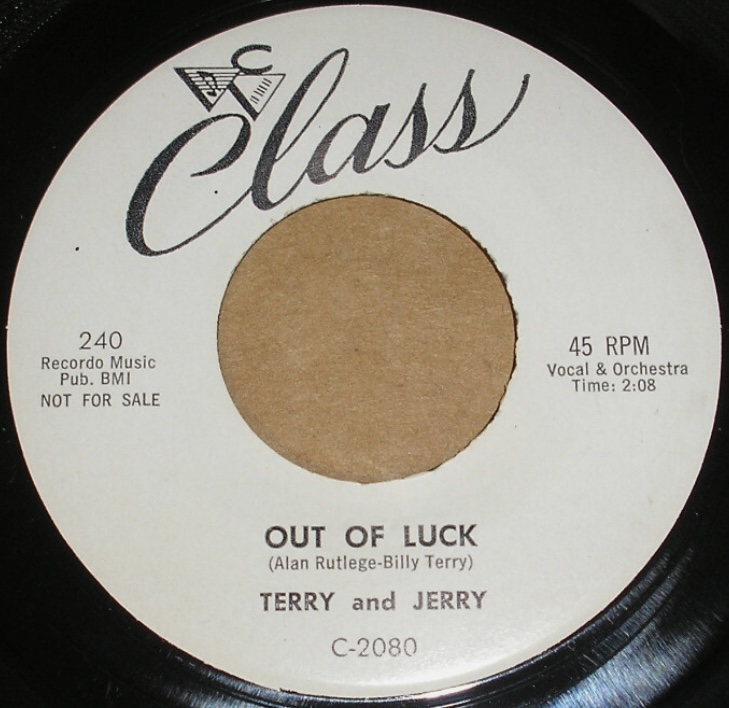 Class
240
Recordo Music
Pub. BMI
NOT FOR SALE
45 RPM
Vocal & Orchestra
Time: 2:08
OUT OF LUCK
(Alan Rutlege-Billy Terry)
TERRY and JERRY
C-2080